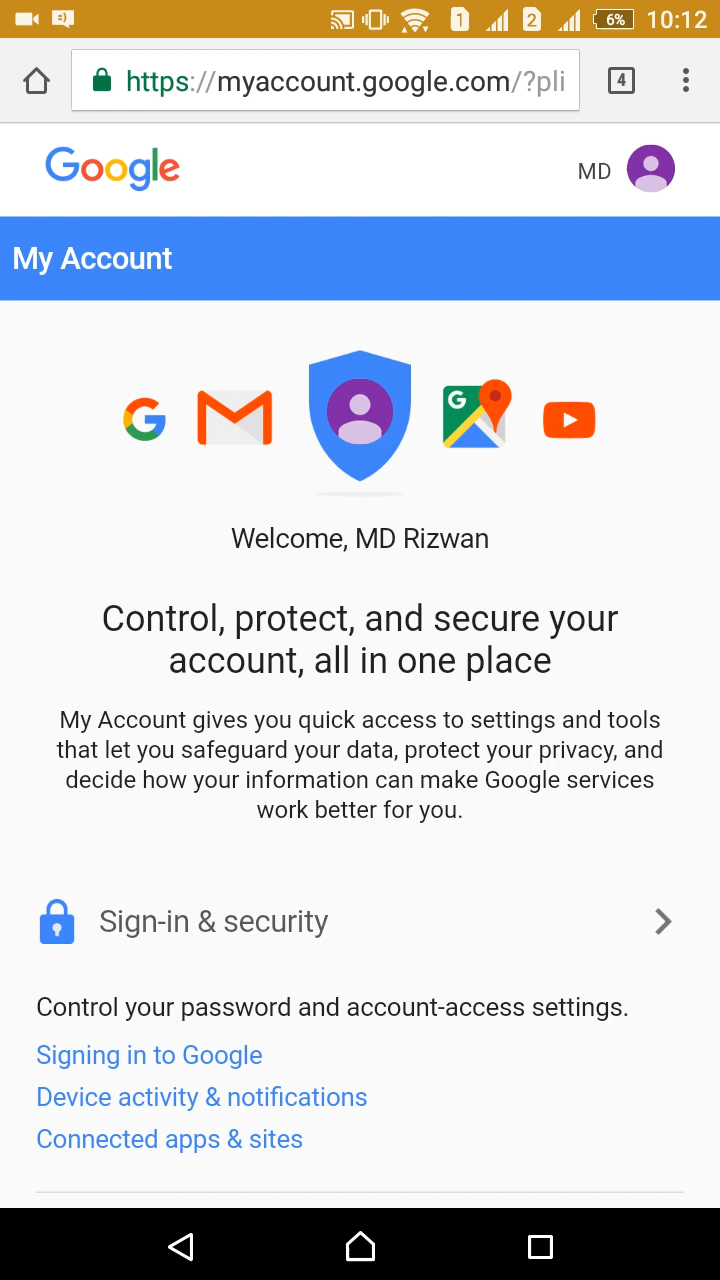 1 2 6% 10:12
https://myaccount.google.com/?pli 4
Google MD
My Account
G G
Welcome, MD Rizwan
Control, protect, and secure your
account, all in one place
My Account gives you quick access to settings and tools
that let you safeguard your data, protect your privacy, and
decide how your information can make Google services
work better for you.
Sign-in & security
Control your password and account-access settings.
Signing in to Google
Device activity & notifications
Connected apps & sites